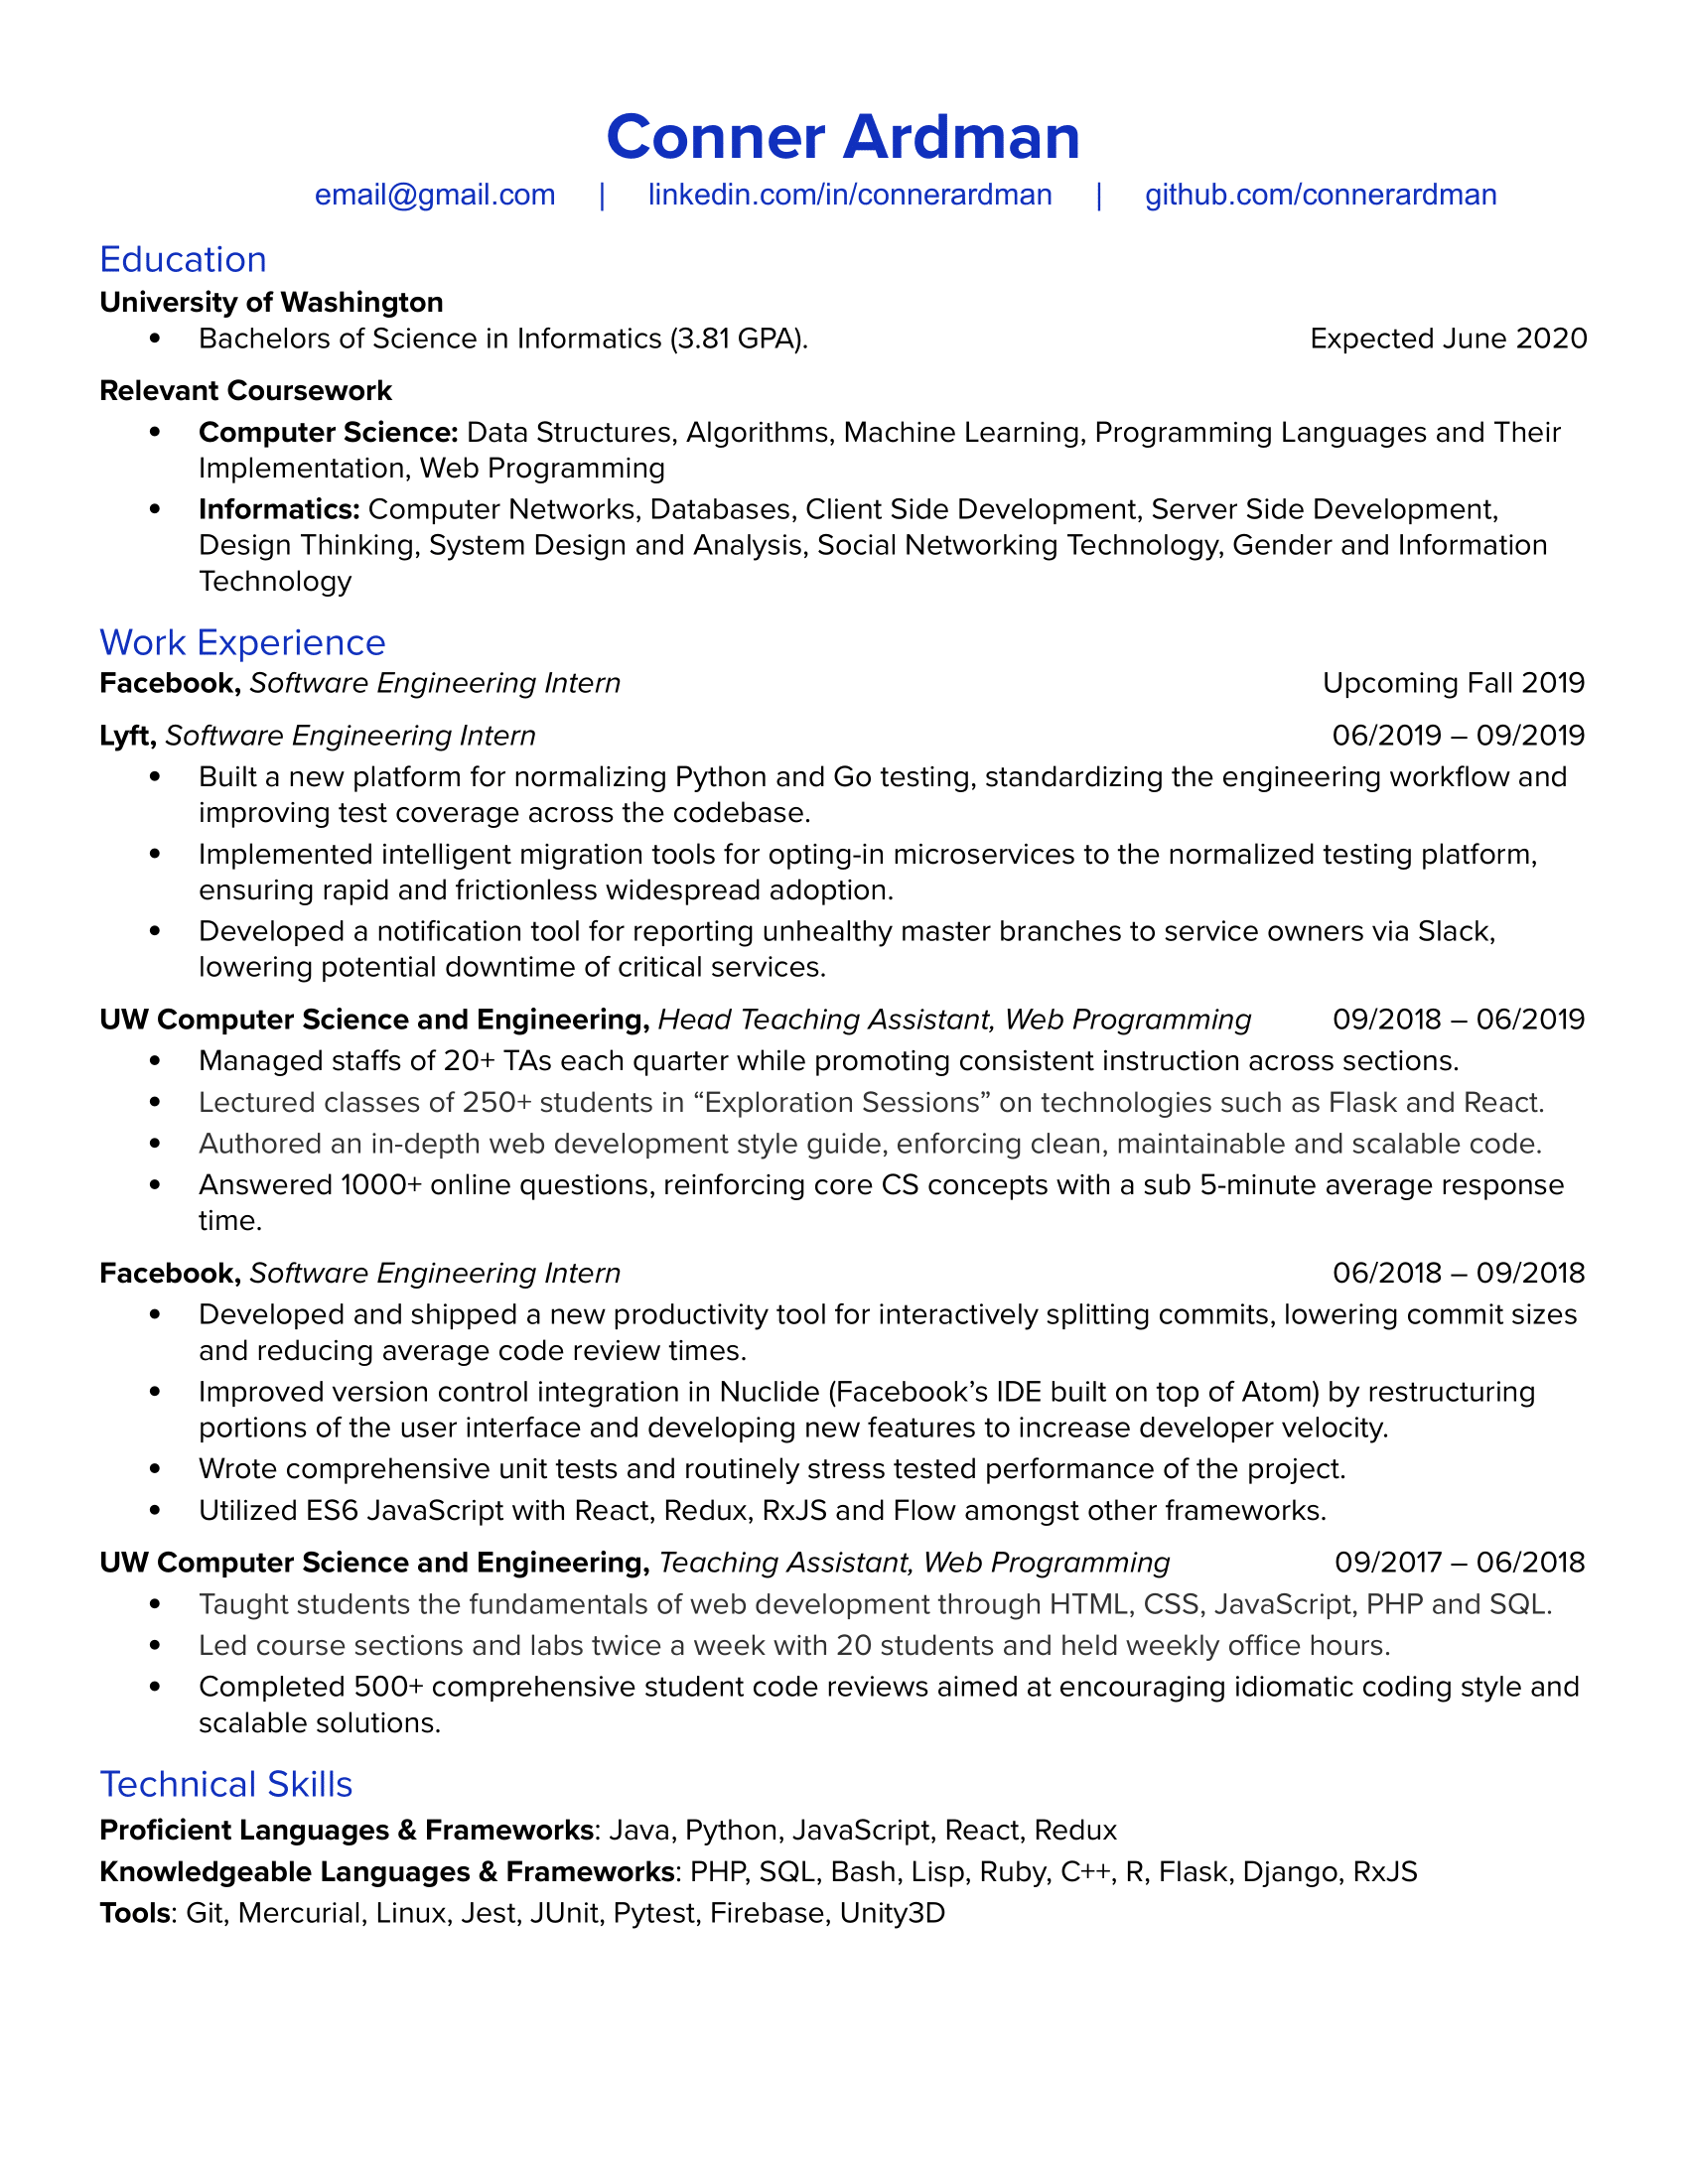 Conner Ardman
email@gmail.com | linkedin.com/in/connerardman | github.com/connerardman
Education
University of Washington
• Bachelors of Science in Informatics (3.81 GPA). Expected June 2020
Relevant Coursework
• Computer Science: Data Structures, Algorithms, Machine Learning, Programming Languages and Their
Implementation, Web Programming
• Informatics: Computer Networks, Databases, Client Side Development, Server Side Development,
Design Thinking, System Design and Analysis, Social Networking Technology, Gender and Information
Technology
Work Experience
Facebook, Software Engineering Intern Upcoming Fall 2019
Lyft, Software Engineering Intern 06/2019 – 09/2019
• Built a new platform for normalizing Python and Go testing, standardizing the engineering workflow and
improving test coverage across the codebase.
• Implemented intelligent migration tools for opting-in microservices to the normalized testing platform,
ensuring rapid and frictionless widespread adoption.
• Developed a notification tool for reporting unhealthy master branches to service owners via Slack,
lowering potential downtime of critical services.
UW Computer Science and Engineering, Head Teaching Assistant, Web Programming 09/2018 – 06/2019
• Managed staffs of 20+ TAs each quarter while promoting consistent instruction across sections.
• Lectured classes of 250+ students in “Exploration Sessions” on technologies such as Flask and React.
• Authored an in-depth web development style guide, enforcing clean, maintainable and scalable code.
• Answered 1000+ online questions, reinforcing core CS concepts with a sub 5-minute average response
time.
Facebook, Software Engineering Intern 06/2018 – 09/2018
• Developed and shipped a new productivity tool for interactively splitting commits, lowering commit sizes
and reducing average code review times.
• Improved version control integration in Nuclide (Facebook’s IDE built on top of Atom) by restructuring
portions of the user interface and developing new features to increase developer velocity.
• Wrote comprehensive unit tests and routinely stress tested performance of the project.
• Utilized ES6 JavaScript with React, Redux, RxJS and Flow amongst other frameworks.
UW Computer Science and Engineering, Teaching Assistant, Web Programming 09/2017 – 06/2018
• Taught students the fundamentals of web development through HTML, CSS, JavaScript, PHP and SQL.
• Led course sections and labs twice a week with 20 students and held weekly office hours.
• Completed 500+ comprehensive student code reviews aimed at encouraging idiomatic coding style and
scalable solutions.
Technical Skills
Proficient Languages & Frameworks: Java, Python, JavaScript, React, Redux
Knowledgeable Languages & Frameworks: PHP, SQL, Bash, Lisp, Ruby, C++, R, Flask, Django, RxJS
Tools: Git, Mercurial, Linux, Jest, JUnit, Pytest, Firebase, Unity3D